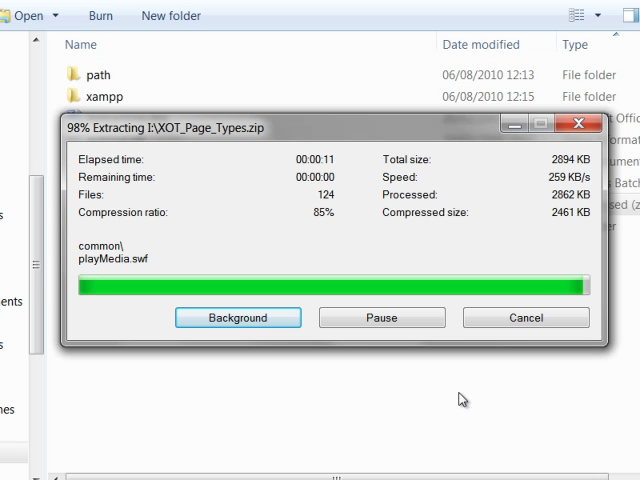 Open Burn New folder
Name Date modified Type
path 06/08/2010 12:13 File folder
xampp 06/08/2010 12:15 File folder
98% Extracting I:\XOT_Page_Types.zip
Elapsed time: 00:00:11 Total size: 2894 KB
Remaining time: 00:00:00 Speed: 259 KB/s
Files: 124 Processed: 2862 KB
Compression ratio: 85% Compressed size: 2461 KB
common\
playMedia.swf
Background Pause Cancel